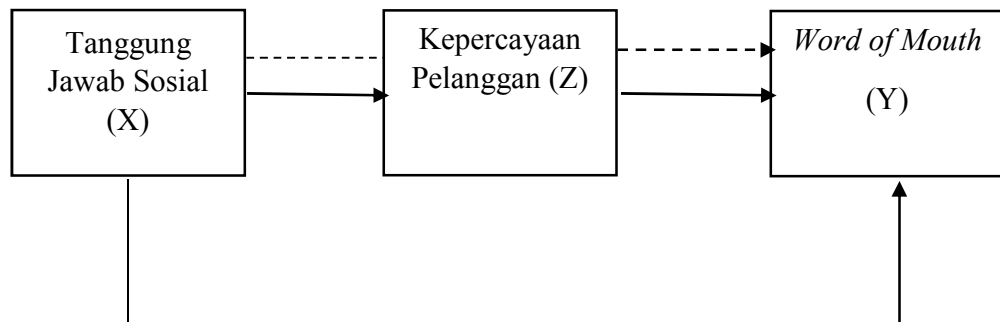 Tanggung
Jawab Sosial
(X)
Kepercayaan
Pelanggan (Z)
Word of Mouth
(Y)